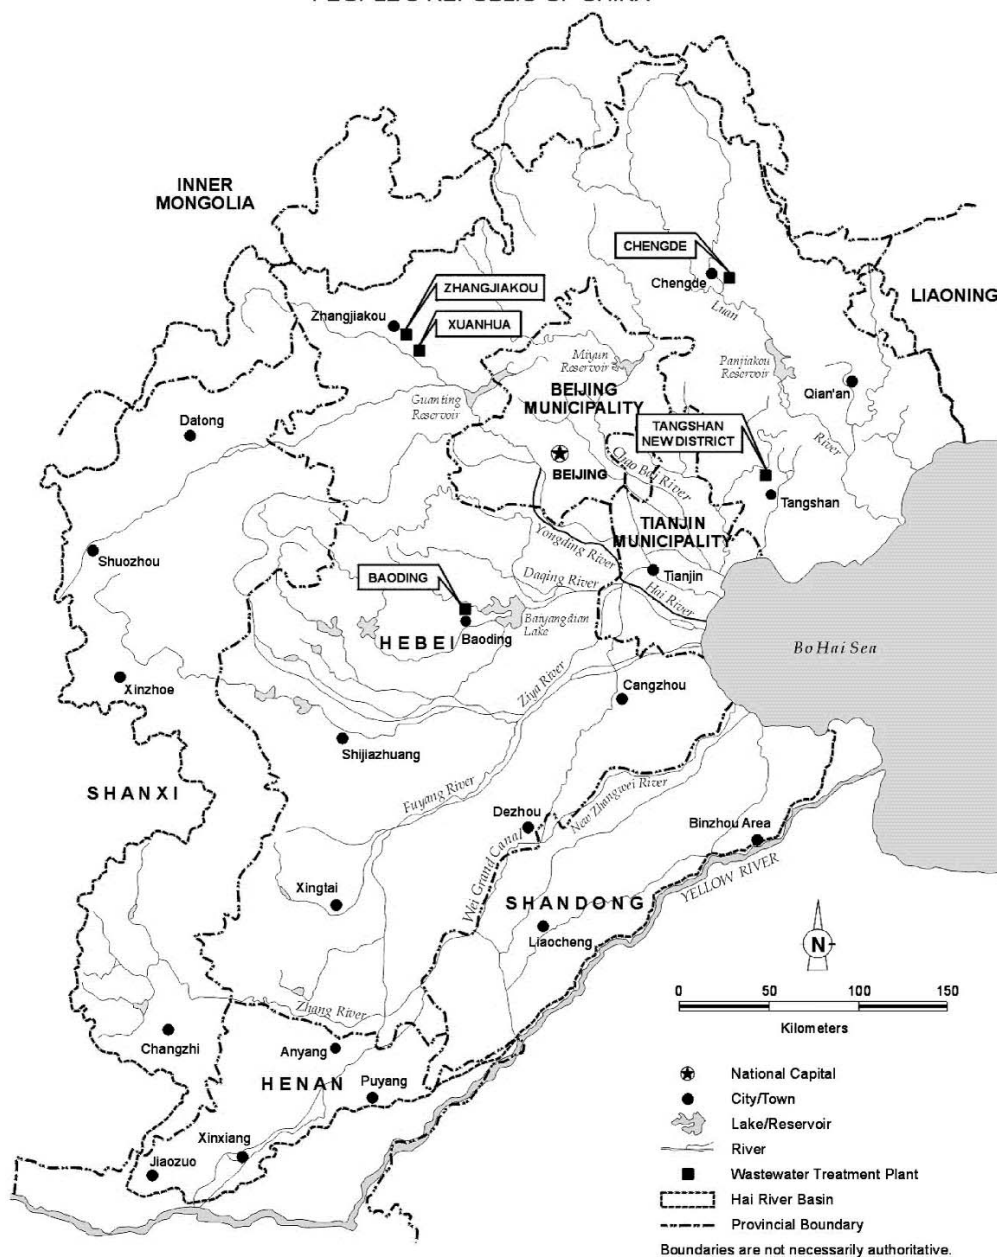 PEOPLE'S REPUBLIC OF CHINA
INNER
MONGOLIA
CHENGDE
Chengde
LIAONING
ZHANGJIAKOU
Zhangjiakou
XUANHUA
Luan
Miyun
Reservoir
Panjiakou
Reservoir
Guanting
Reservoir
BEIJING
MUNICIPALITY
Qian'an
Datong
TANGSHAN
NEW DISTRICT
River
BEIJING
Chao Bai River
Tangshan
TIANJIN
MUNICIPALITY
Yongding River
Shuozhou
Daqing River
Tianjin
Hai River
BAODING
Baiyangdian
Lake
Baoding
HEBEI
Bo Hai Sea
Xinzhoe
Ziya River
Cangzhou
Shijiazhuang
SHANXI
Fuyang River
New Zhangwei River
Dezhou
Binzhou Area
Wei Grand Canal
YELLOW RIVER
Xingtai
SHANDONG
Liaocheng
N
Zhang River
0 50 100 150
Kilometers
Changzhi
Anyang
HENAN
Puyang
Xinxiang
Jiaozuo
National Capital
City/Town
Lake/Reservoir
River
Wastewater Treatment Plant
Hai River Basin
Provincial Boundary
Boundaries are not necessarily authoritative.